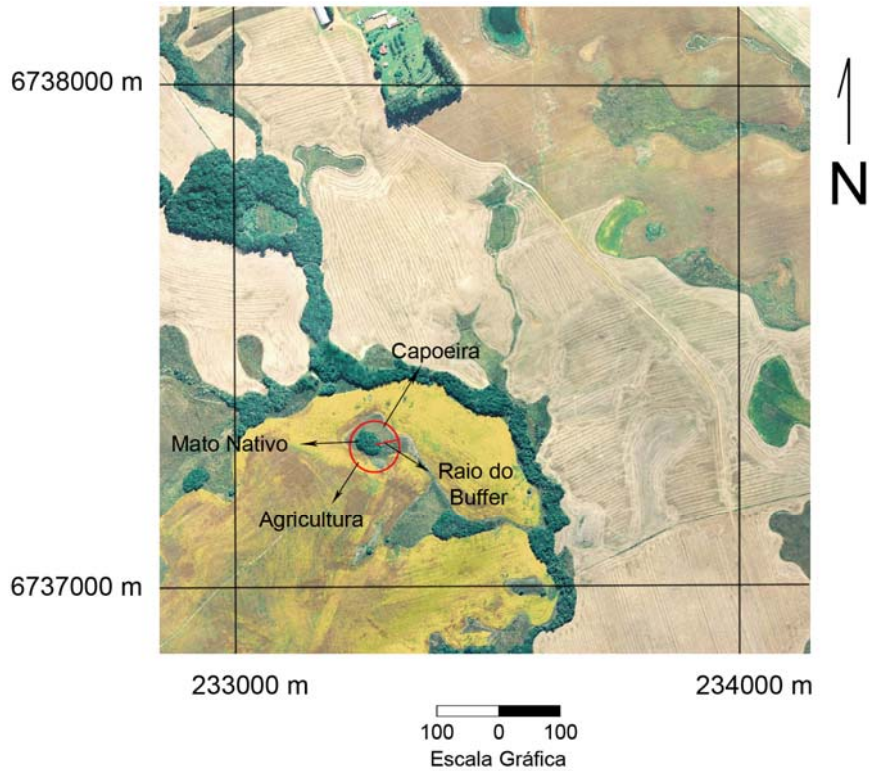 6738000 m
N
Capoeira
Mato Nativo
Raio do
Buffer
Agricultura
6737000 m
233000 m
234000 m
100 0 100
Escala Gráfica